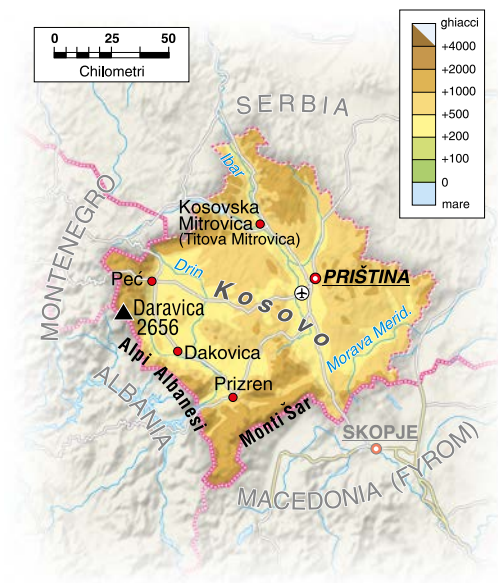 0 25 50
Chilometri
ghiacci
+4000
+2000
+1000
+500
+200
+100
0
mare
SERBIA
MONTENEGRO
Ibar
Kosovska
Mitrovica
(Titova Mitrovica)
Drin
Peć
PRIŠTINA
Kosovo
Daravica
2656
Morava Merid.
Dakovica
Alpi Albanesi
ALBANIA
Prizren
Monti Šar
SKOPJE
MACEDONIA (FYROM)